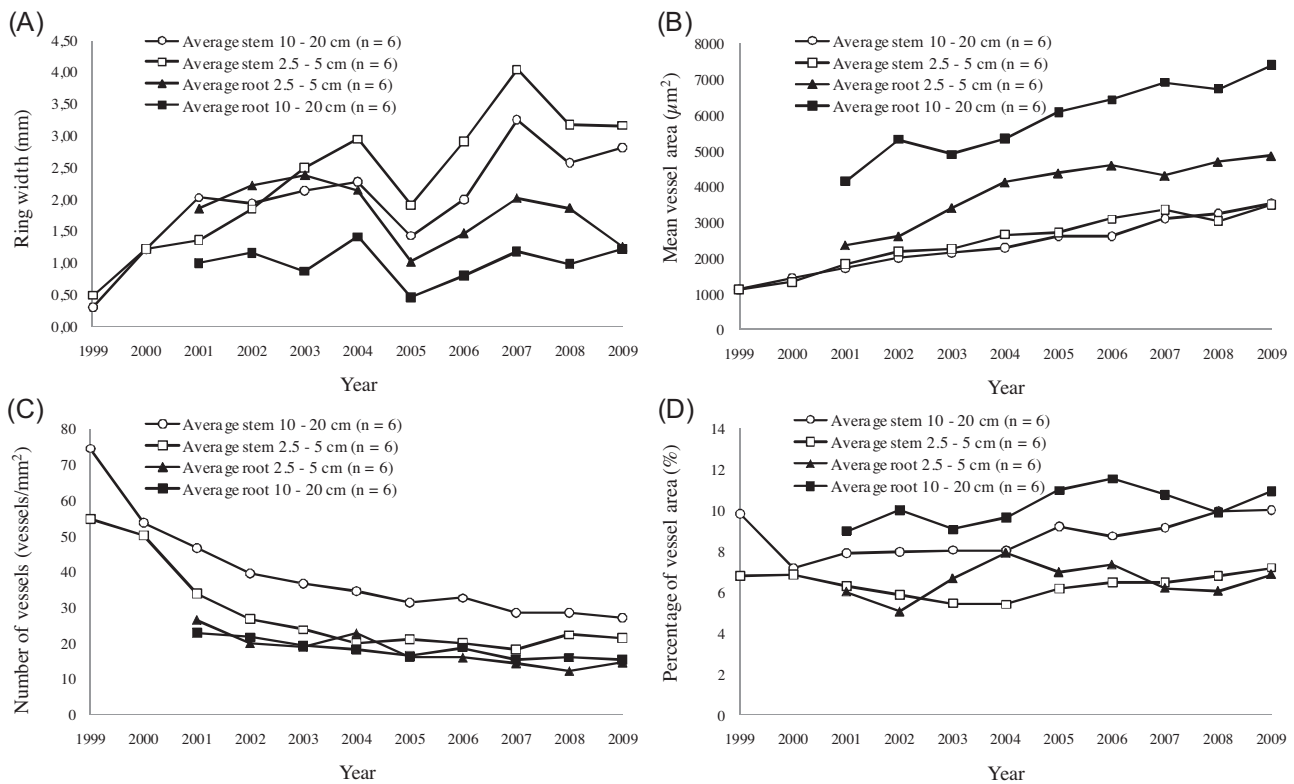 (A)
Average stem 10 - 20 cm (n = 6)
Average stem 2.5 - 5 cm (n = 6)
Average root 2.5 - 5 cm (n = 6)
Average root 10 - 20 cm (n = 6)
Ring width (mm)
4,50
4,00
3,50
3,00
2,50
2,00
1,50
1,00
0,50
0,00
1999 2000 2001 2002 2003 2004 2005 2006 2007 2008 2009
Year
(B)
Average stem 10 - 20 cm (n = 6)
Average stem 2.5 - 5 cm (n = 6)
Average root 2.5 - 5 cm (n = 6)
Average root 10 - 20 cm (n = 6)
Mean vessel area (µm²)
8000
7000
6000
5000
4000
3000
2000
1000
0
1999 2000 2001 2002 2003 2004 2005 2006 2007 2008 2009
Year
(C)
Average stem 10 - 20 cm (n = 6)
Average stem 2.5 - 5 cm (n = 6)
Average root 2.5 - 5 cm (n = 6)
Average root 10 - 20 cm (n = 6)
Number of vessels (vessels/mm²)
80
70
60
50
40
30
20
10
0
1999 2000 2001 2002 2003 2004 2005 2006 2007 2008 2009
Year
(D)
Average stem 10 - 20 cm (n = 6)
Average stem 2.5 - 5 cm (n = 6)
Average root 2.5 - 5 cm (n = 6)
Average root 10 - 20 cm (n = 6)
Percentage of vessel area (%)
14
12
10
8
6
4
2
0
1999 2000 2001 2002 2003 2004 2005 2006 2007 2008 2009
Year